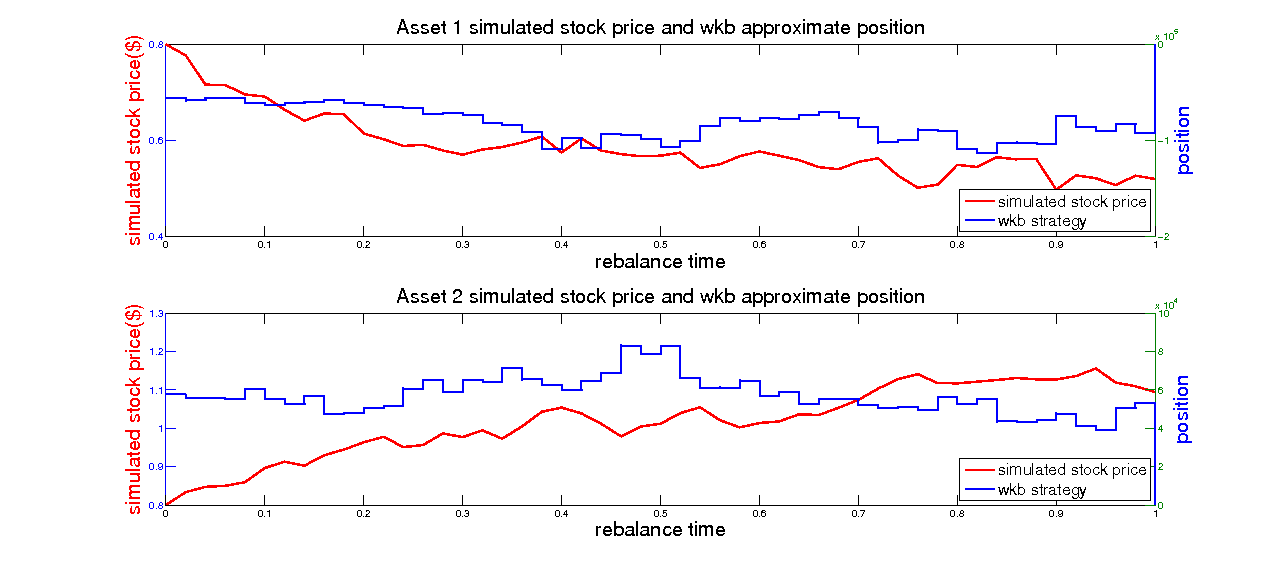 Asset 1 simulated stock price and wkb approximate position
simulated stock price($)
0.8
0.6
0.4
0 0.1 0.2 0.3 0.4 0.5 0.6 0.7 0.8 0.9 1
rebalance time
x 10
0
-1
-2
position
simulated stock price
wkb strategy
Asset 2 simulated stock price and wkb approximate position
simulated stock price($)
1.3
1.2
1.1
1
0.9
0.8
0 0.1 0.2 0.3 0.4 0.5 0.6 0.7 0.8 0.9 1
rebalance time
x 10^4
10
8
6
4
2
0
position
simulated stock price
wkb strategy